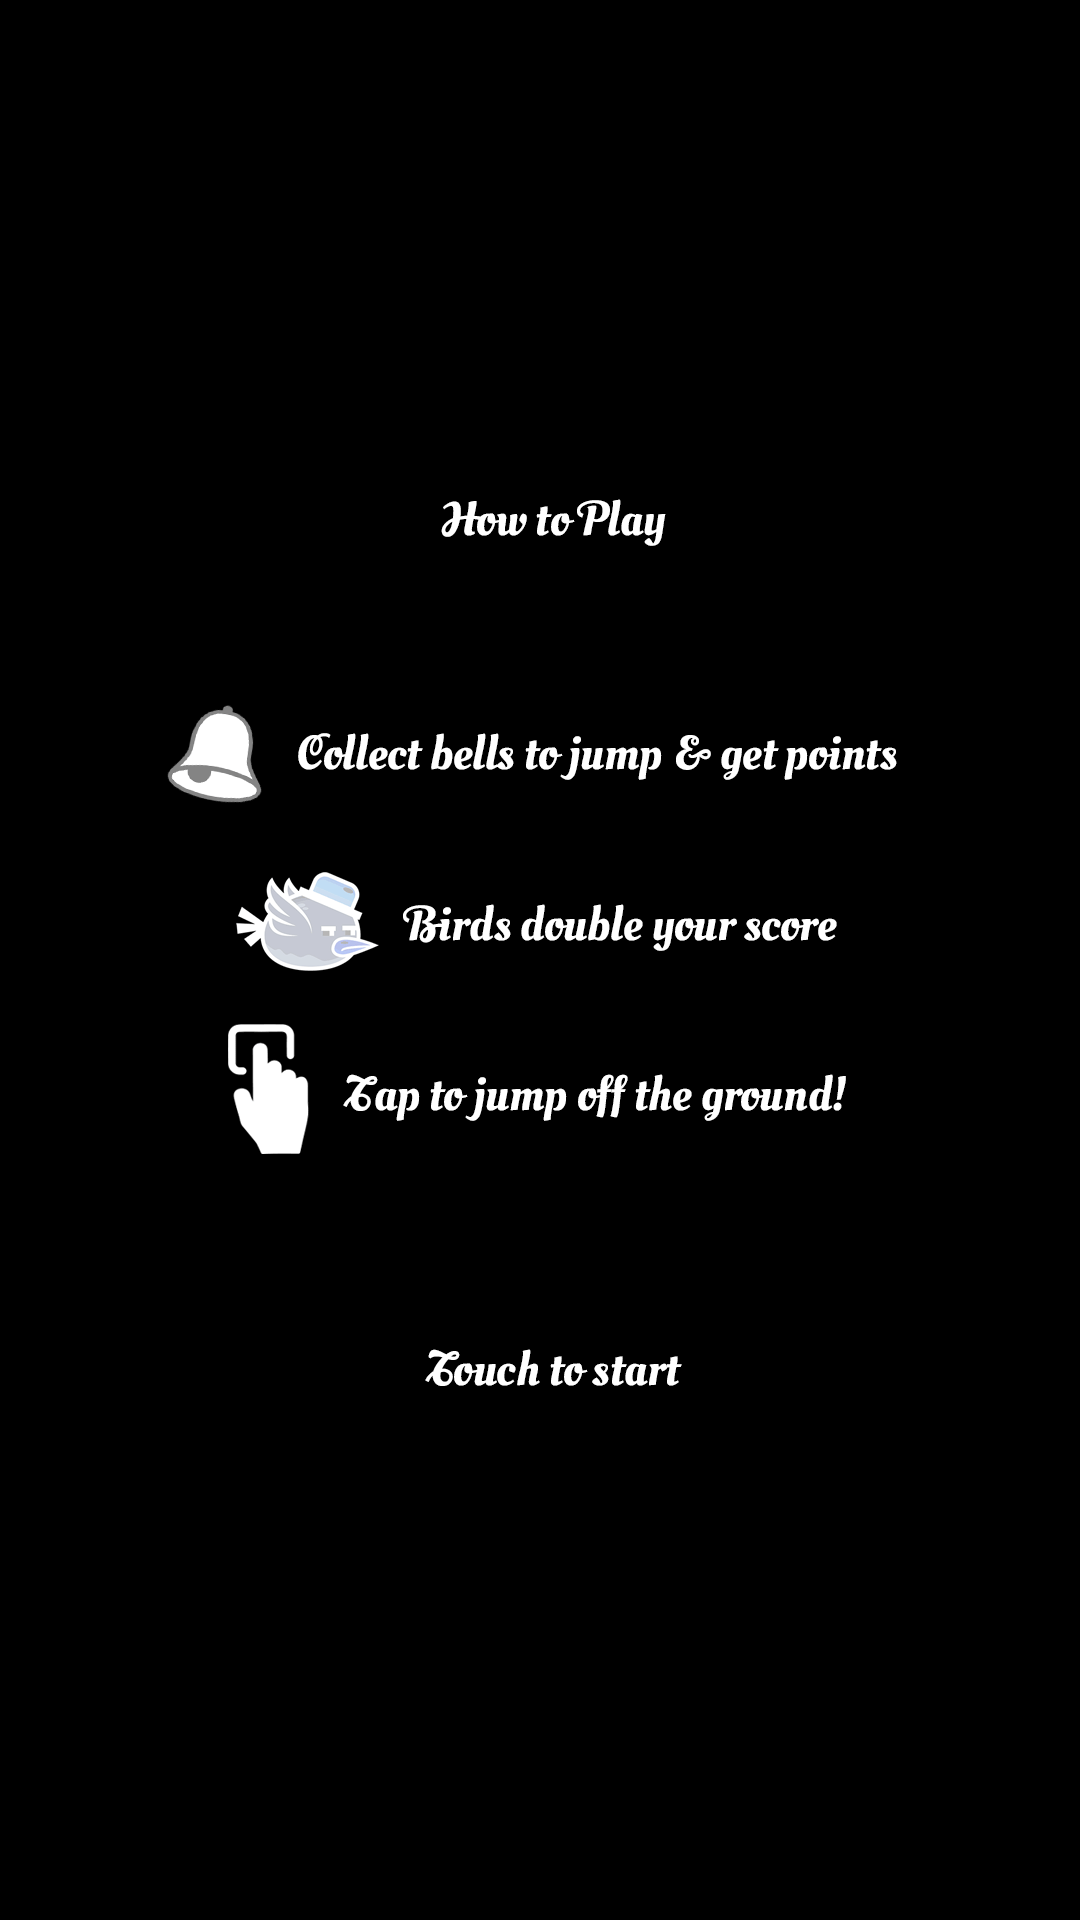 How to Play
Collect bells to jump & get points
Birds double your score
Tap to jump off the ground!
Touch to start